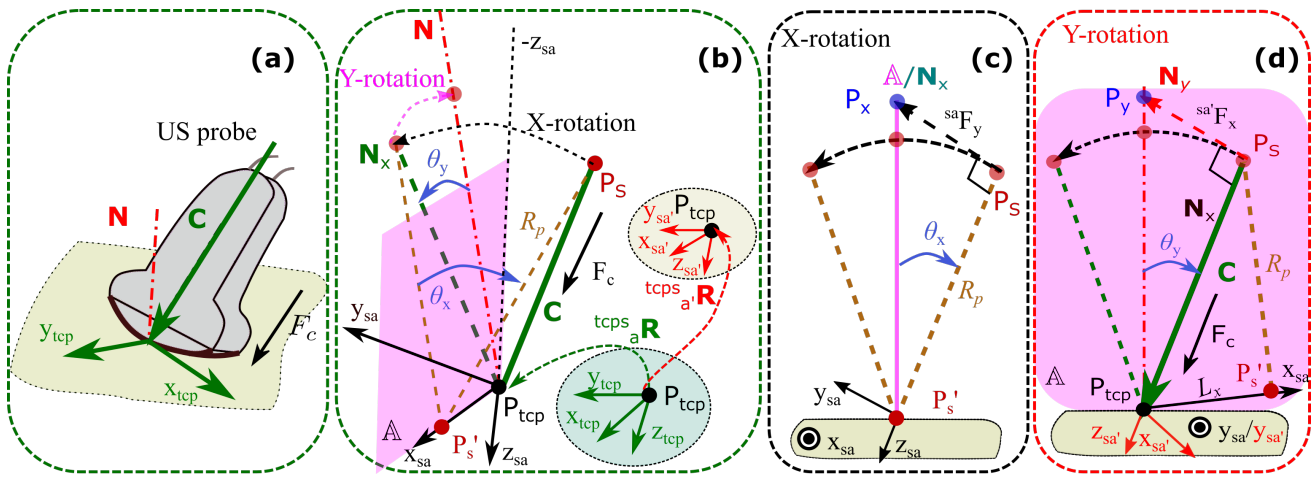 (a)
US probe
N
C
F_c
y_tcp
x_tcp
(b)
N
-z_sa
Y-rotation
X-rotation
N_x
θ_y
P_S
R_p
P_tcp
y_sa'
x_sa'
z_sa'
θ_x
F_c
C
tcps_a'R
y_sa
tcps_aR
P_tcp
y_tcp
P_tcp
x_tcp
z_tcp
𝔸
x_sa
P_s'
z_sa
X-rotation
(c)
𝔸/N_x
P_x
saF_y
P_S
θ_x
R_p
y_sa
P_s'
x_sa
z_sa
Y-rotation
(d)
N_y
P_y
sa'F_x
P_S
N_x
θ_y
C
R_p
F_c
𝔸
P_tcp
L_x
P_s'
x_sa
z_sa'
x_sa'
y_sa/y_sa'